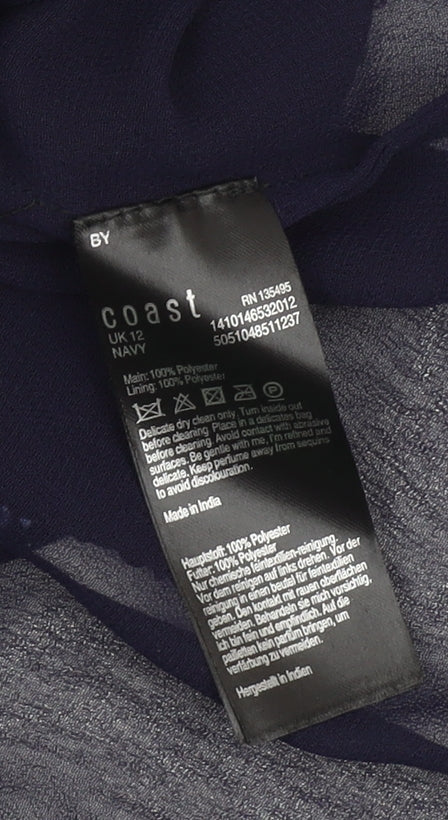 BY
coast
UK 12
NAVY
RN 135495
1410146532012
5051048511237
Main: 100% Polyester
Lining: 100% Polyester
P
Delicate dry clean only. Turn inside out
before cleaning. Place in a delicates bag
before cleaning. Avoid contact with abrasive
surfaces. Be gentle with me, I'm refined and
delicate. Keep perfume away from sequins
to avoid discolouration.
Made in India
Hauptstoff: 100% Polyester
Futter: 100% Polyester
Nur chemische feintextilien-reinigung.
Vor dem reinigen auf links drehen. Vor der
reinigung in einen beutel für feintextilien
geben. Den kontakt mit rauen oberflächen
vermeiden. Behandeln sie mich vorsichtig,
ich bin fein und empfindlich. Auf die
pailletten kein parfum bringen, um
verfärbung zu vermeiden.
Hergestellt in Indien